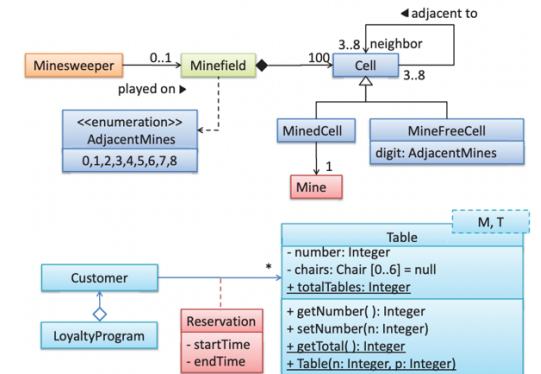 ◀ adjacent to
3..8 neighbor
Minesweeper
0..1
Minefield
100
Cell
3..8
played on ▶
<<enumeration>>
AdjacentMines
0,1,2,3,4,5,6,7,8
MinedCell
MineFreeCell
digit: AdjacentMines
1
Mine
M, T
Table
- number: Integer
- chairs: Chair [0..6] = null
+ totalTables: Integer
Customer
*
+ getNumber( ): Integer
+ setNumber(n: Integer)
+ getTotal( ): Integer
+ Table(n: Integer, p: Integer)
Reservation
- startTime
- endTime
LoyaltyProgram